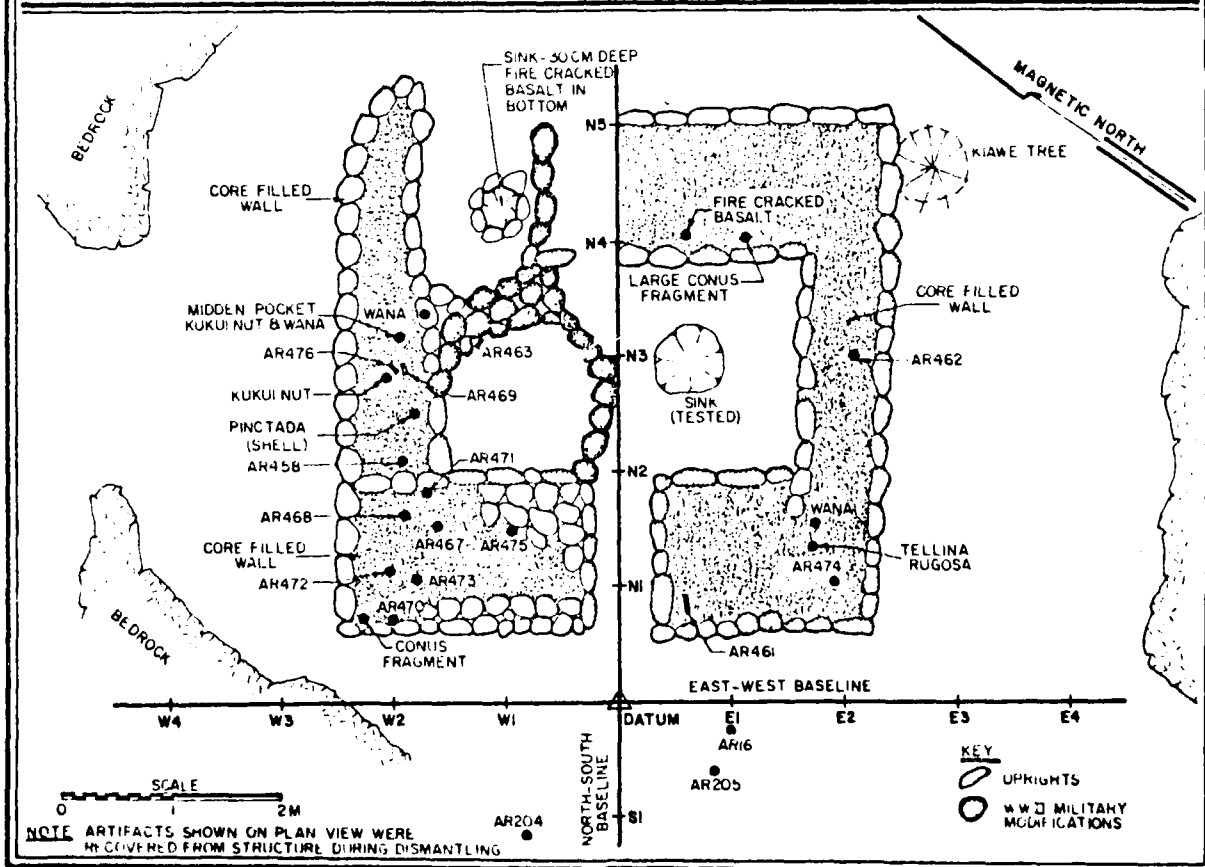 SINK-30CM DEEP
FIRE CRACKED
BASALT IN
BOTTOM
MAGNETIC NORTH
BEDROCK
N5
KIAWE TREE
CORE FILLED
WALL
FIRE CRACKED
BASALT
N4
LARGE CONUS
FRAGMENT
CORE FILLED
WALL
MIDDEN POCKET
KUKUI NUT & WANA
WANA
AR476
AR463
N3
AR462
KUKUI NUT
AR469
SINK
(TESTED)
PINCTADA
(SHELL)
AR458
AR471
N2
AR468
AR467
AR475
WANA
CORE FILLED
WALL
TELLINA
RUGOSA
AR472
AR473
AR474
N1
AR470
BEDROCK
CONUS
FRAGMENT
AR461
EAST-WEST BASELINE
W4
W3
W2
W1
DATUM
E1
E2
E3
E4
AR16
AR205
NORTH-SOUTH
BASELINE
KEY
UPRIGHTS
WWII MILITARY
MODIFICATIONS
SCALE
0 1 2M
AR204
S1
NOTE ARTIFACTS SHOWN ON PLAN VIEW WERE
RECOVERED FROM STRUCTURE DURING DISMANTLING